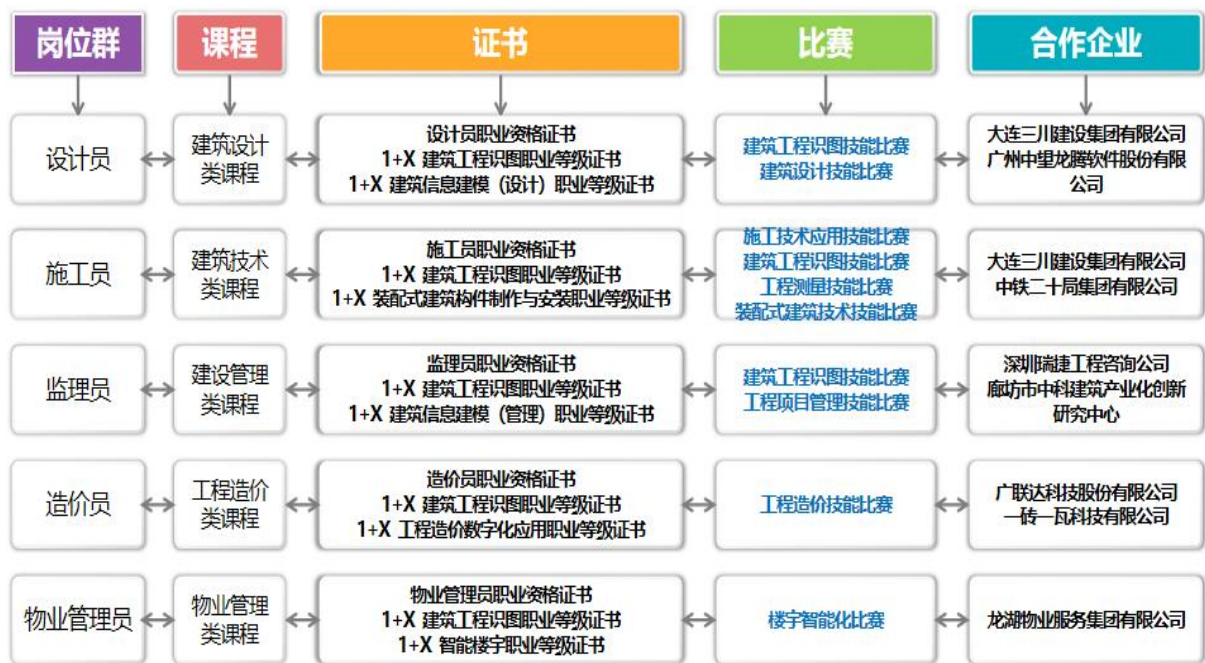 岗位群
课程
证书
比赛
合作企业
设计员
建筑设计
类课程
设计员职业资格证书
1+X 建筑工程识图职业等级证书
1+X 建筑信息建模（设计）职业等级证书
建筑工程识图技能比赛
建筑设计技能比赛
大连三川建设集团有限公司
广州中望龙腾软件股份有限
公司
施工员
建筑技术
类课程
施工员职业资格证书
1+X 建筑工程识图职业等级证书
1+X 装配式建筑构件制作与安装职业等级证书
施工技术应用技能比赛
建筑工程识图技能比赛
工程测量技能比赛
装配式建筑技术技能比赛
大连三川建设集团有限公司
中铁二十局集团有限公司
监理员
建设管理
类课程
监理员职业资格证书
1+X 建筑工程识图职业等级证书
1+X 建筑信息建模（管理）职业等级证书
建筑工程识图技能比赛
工程项目管理技能比赛
深圳瑞捷工程咨询公司
廊坊市中科建筑产业化创新
研究中心
造价员
工程造价
类课程
造价员职业资格证书
1+X 建筑工程识图职业等级证书
1+X 工程造价数字化应用职业等级证书
工程造价技能比赛
广联达科技股份有限公司
一砖一瓦科技有限公司
物业管理员
物业管理
类课程
物业管理员职业资格证书
1+X 建筑工程识图职业等级证书
1+X 智能楼宇职业等级证书
楼宇智能化比赛
龙湖物业服务集团有限公司